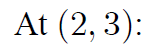 At (2, 3):